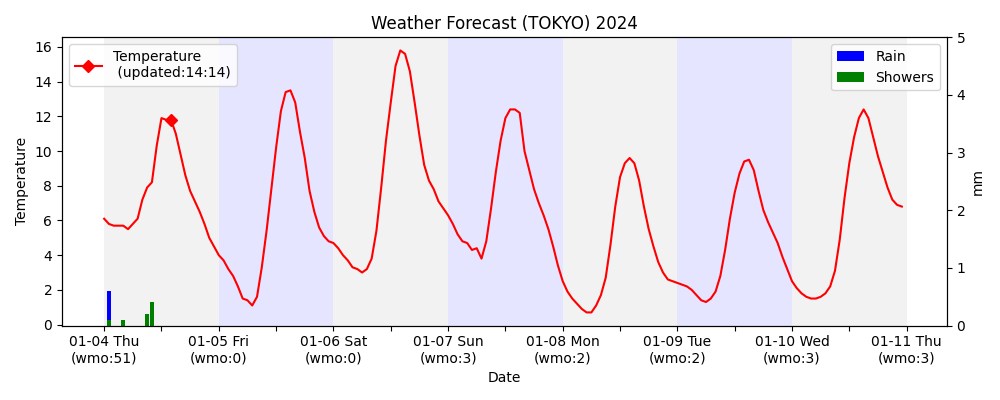 Weather Forecast (TOKYO) 2024
Temperature
(updated:14:14)
Rain
Showers
16
14
12
10
8
6
4
2
0
Temperature
5
4
3
2
1
0
mm
01-04 Thu 01-05 Fri 01-06 Sat 01-07 Sun 01-08 Mon 01-09 Tue 01-10 Wed 01-11 Thu
(wmo:51) (wmo:0) (wmo:0) (wmo:3) (wmo:2) (wmo:2) (wmo:3) (wmo:3)
Date